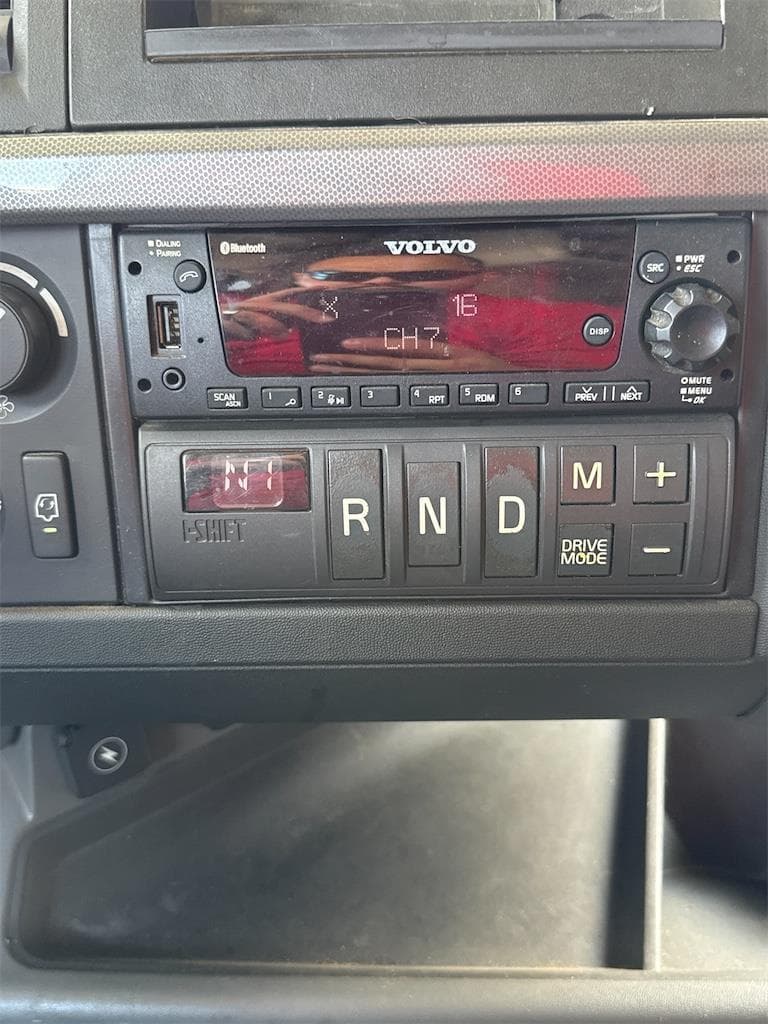 DIALING
PAIRING
Bluetooth
VOLVO
SRC
PWR
ESC
X 16
CH7
DISP
MUTE
MENU
OK
SCAN
ASCN
1
2
3
4 RPT
5 RDM
6
PREV
NEXT
I-SHIFT
R
N
D
M
+
DRIVE
MODE
−